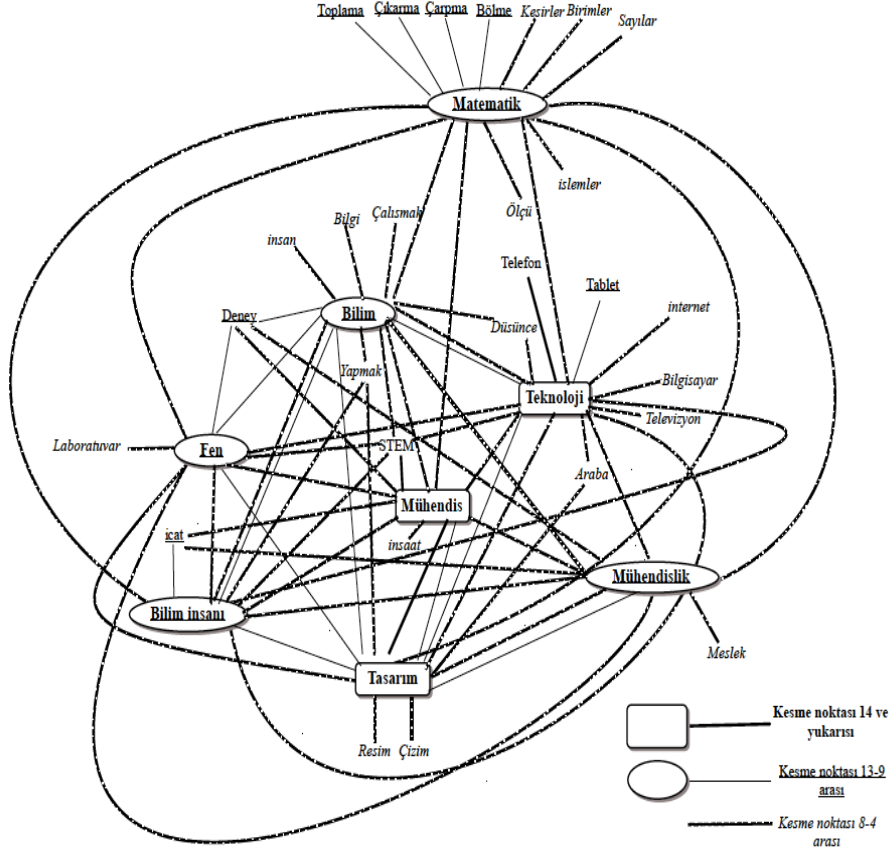 Toplama
Çıkarma
Çarpma
Bölme
Kesirler
Birimler
Sayılar
Matematik
islemler
Ölçü
Çalısmak
Bilgi
insan
Telefon
Tablet
internet
Deney
Bilim
Düsünce
Yapmak
Bilgisayar
Teknoloji
Televizyon
Laboratuvar
Fen
STEM
Araba
Mühendis
icat
insaat
Mühendislik
Bilim insanı
Meslek
Tasarım
Resim
Çizim
Kesme noktası 14 ve
yukarısı
Kesme noktası 13-9
arası
Kesme noktası 8-4
arası